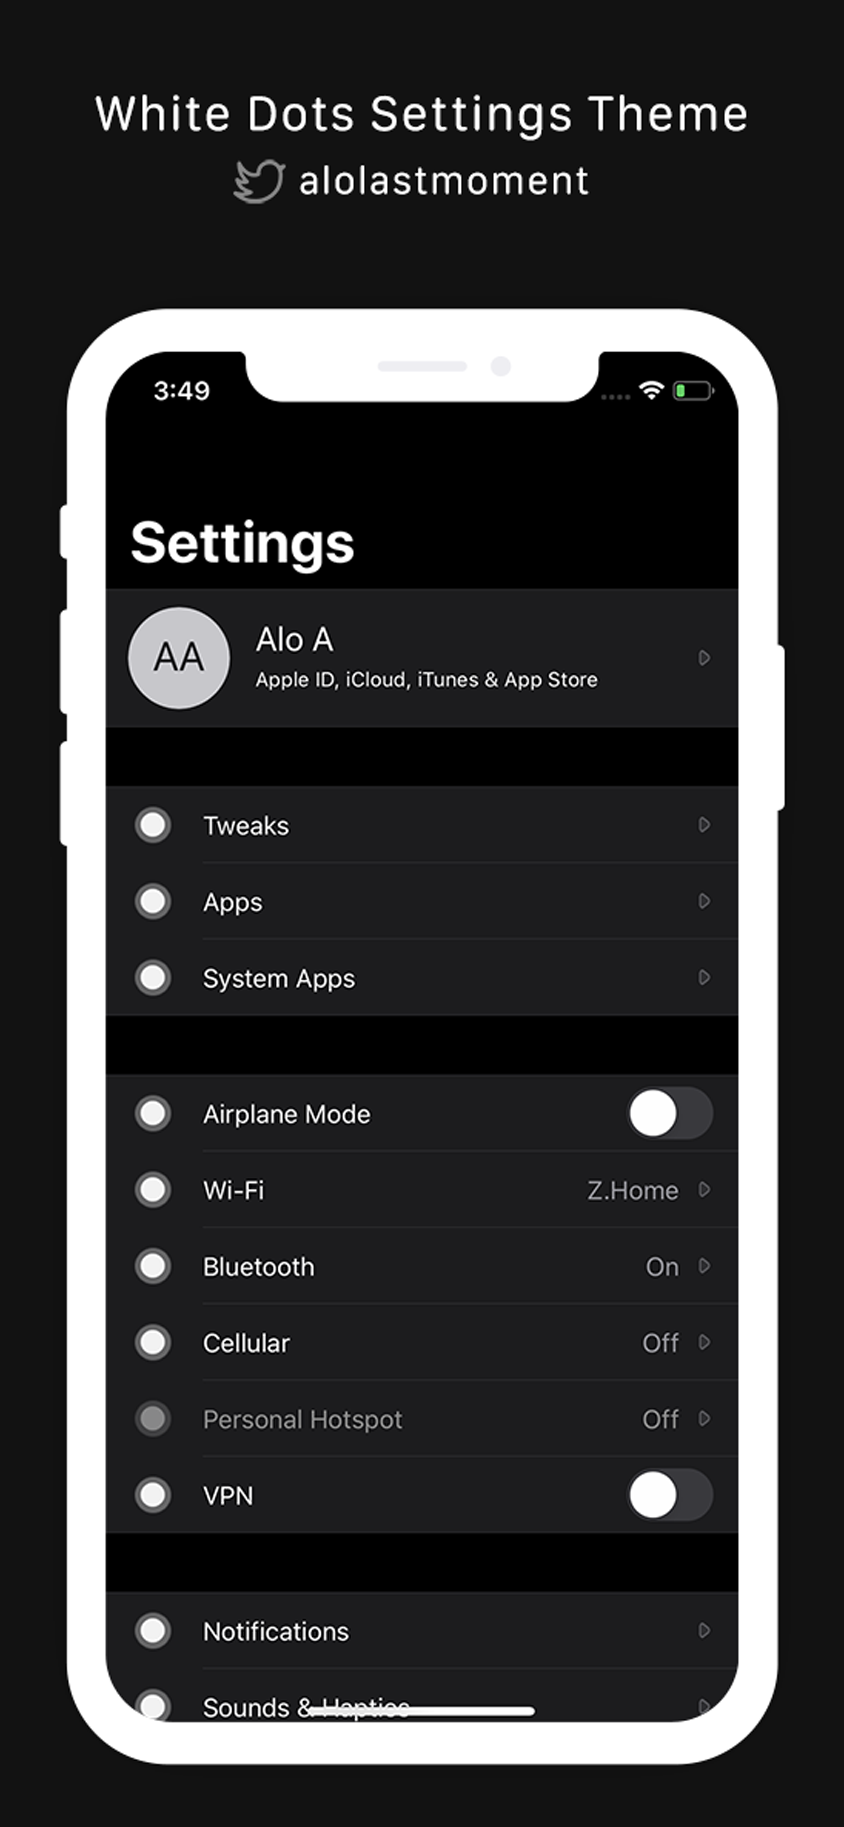 White Dots Settings Theme
alolastmoment
3:49
Settings
AA
Alo A
Apple ID, iCloud, iTunes & App Store
Tweaks
Apps
System Apps
Airplane Mode
Wi-Fi Z.Home
Bluetooth On
Cellular Off
Personal Hotspot Off
VPN
Notifications
Sounds & Haptics